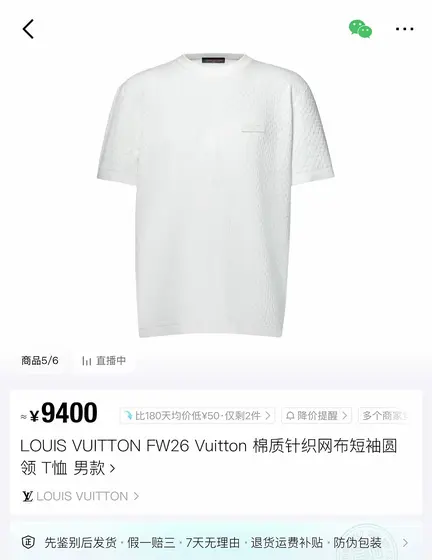 商品5/6
直播中
≈¥9400
比180天均价低¥50·仅剩2件
降价提醒
多个商家
LOUIS VUITTON FW26 Vuitton 棉质针织网布短袖圆
领 T恤 男款
LV LOUIS VUITTON
先鉴别后发货 · 假一赔三 · 7天无理由 · 退货运费补贴 · 防伪包装